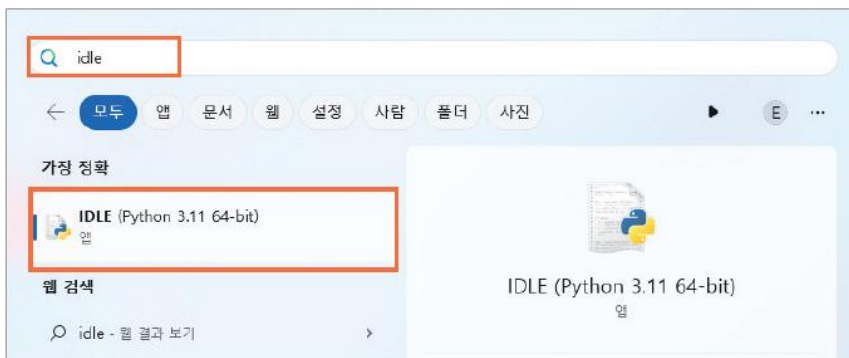 idle
모두 앱 문서 웹 설정 사람 폴더 사진 E ...
가장 정확
IDLE (Python 3.11 64-bit)
앱
웹 검색
idle - 웹 결과 보기
IDLE (Python 3.11 64-bit)
앱